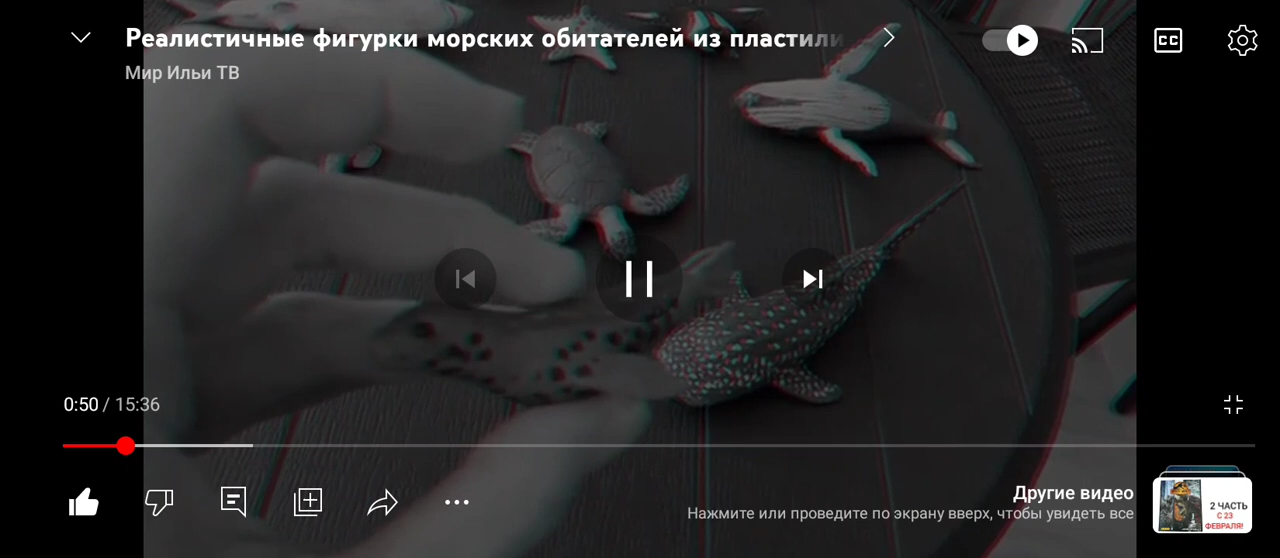 Реалистичные фигурки морских обитателей из пластили
Мир Ильи ТВ
CC
0:50 / 15:36
Другие видео
Нажмите или проведите по экрану вверх, чтобы увидеть все
2 ЧАСТЬ
С 23
ФЕВРАЛЯ!